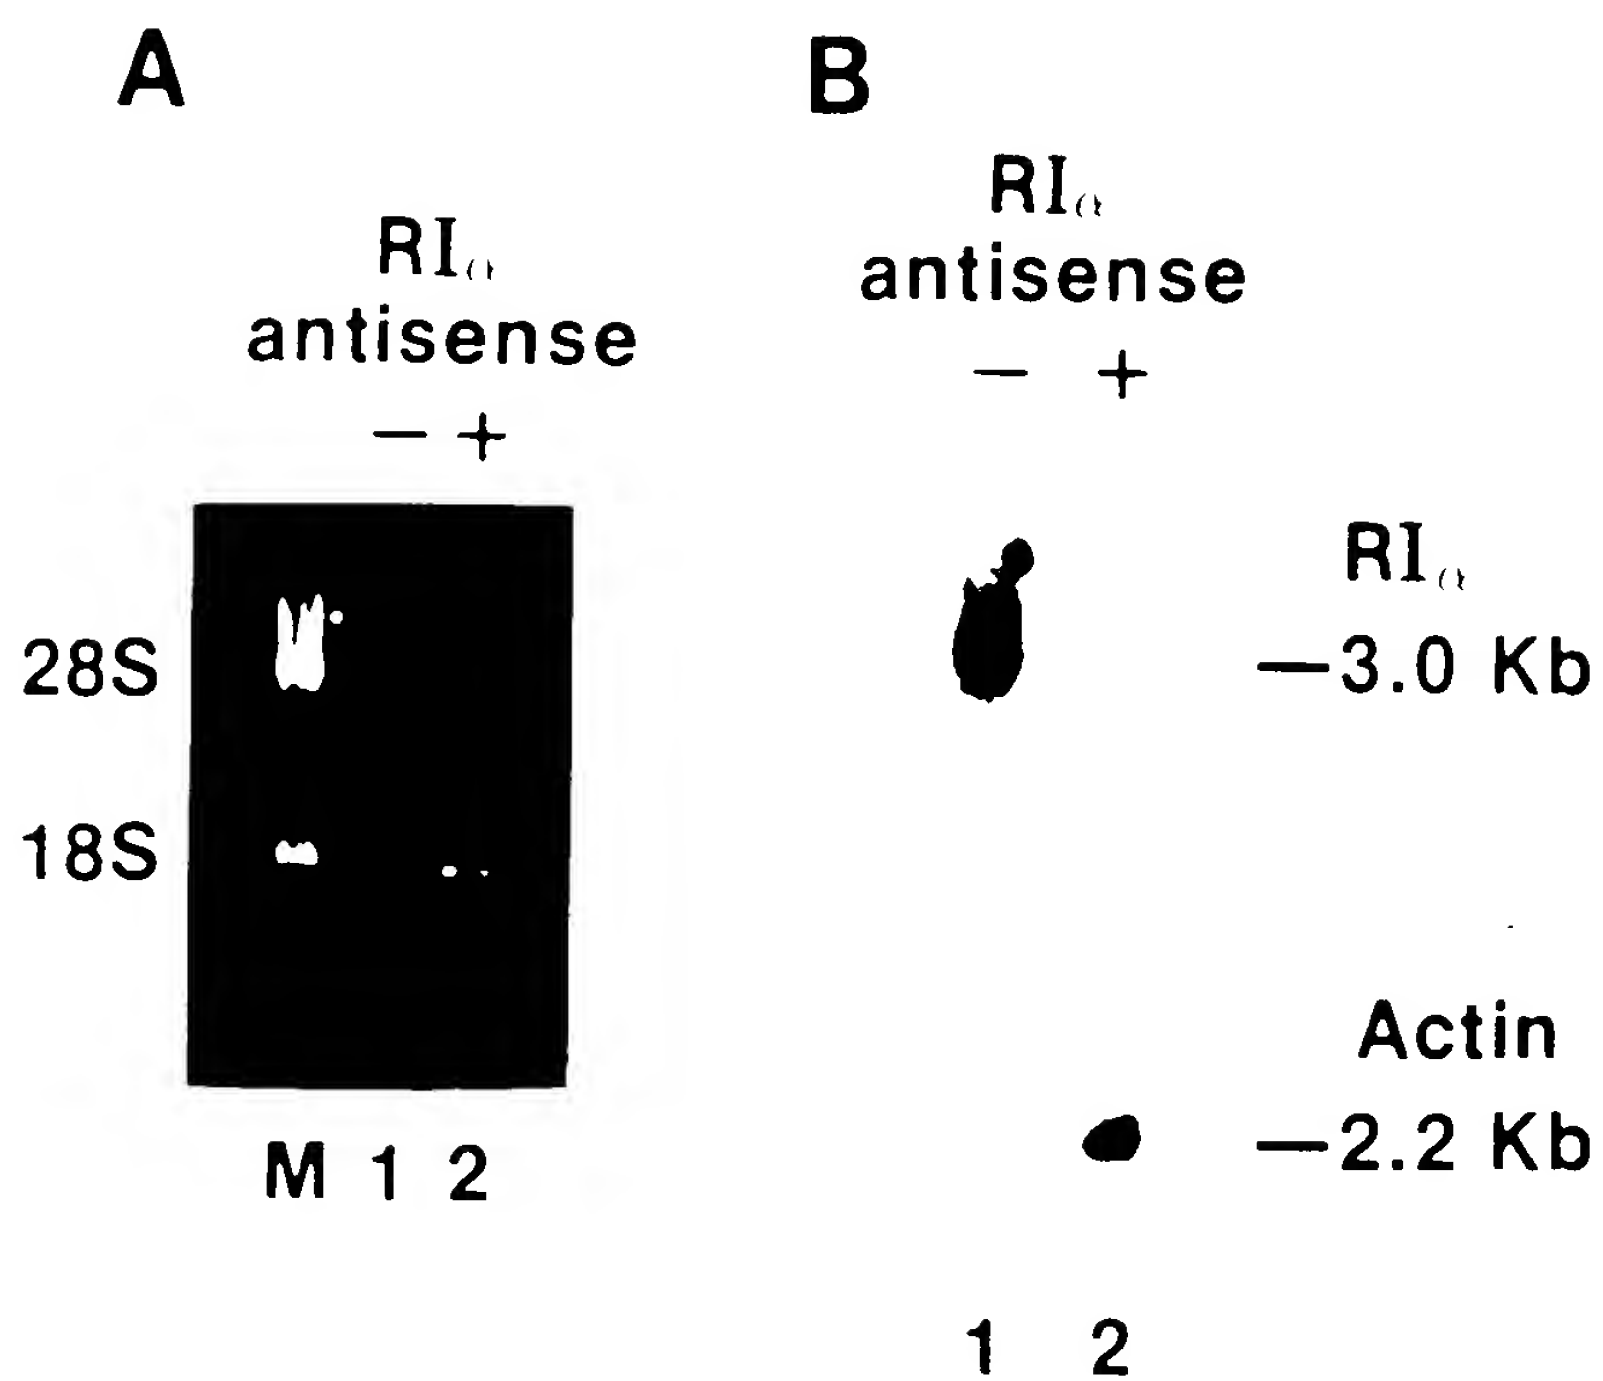 A
RIα
antisense
− +
28S
18S
M 1 2
B
RIα
antisense
− +
RIα
—3.0 Kb
Actin
—2.2 Kb
1 2